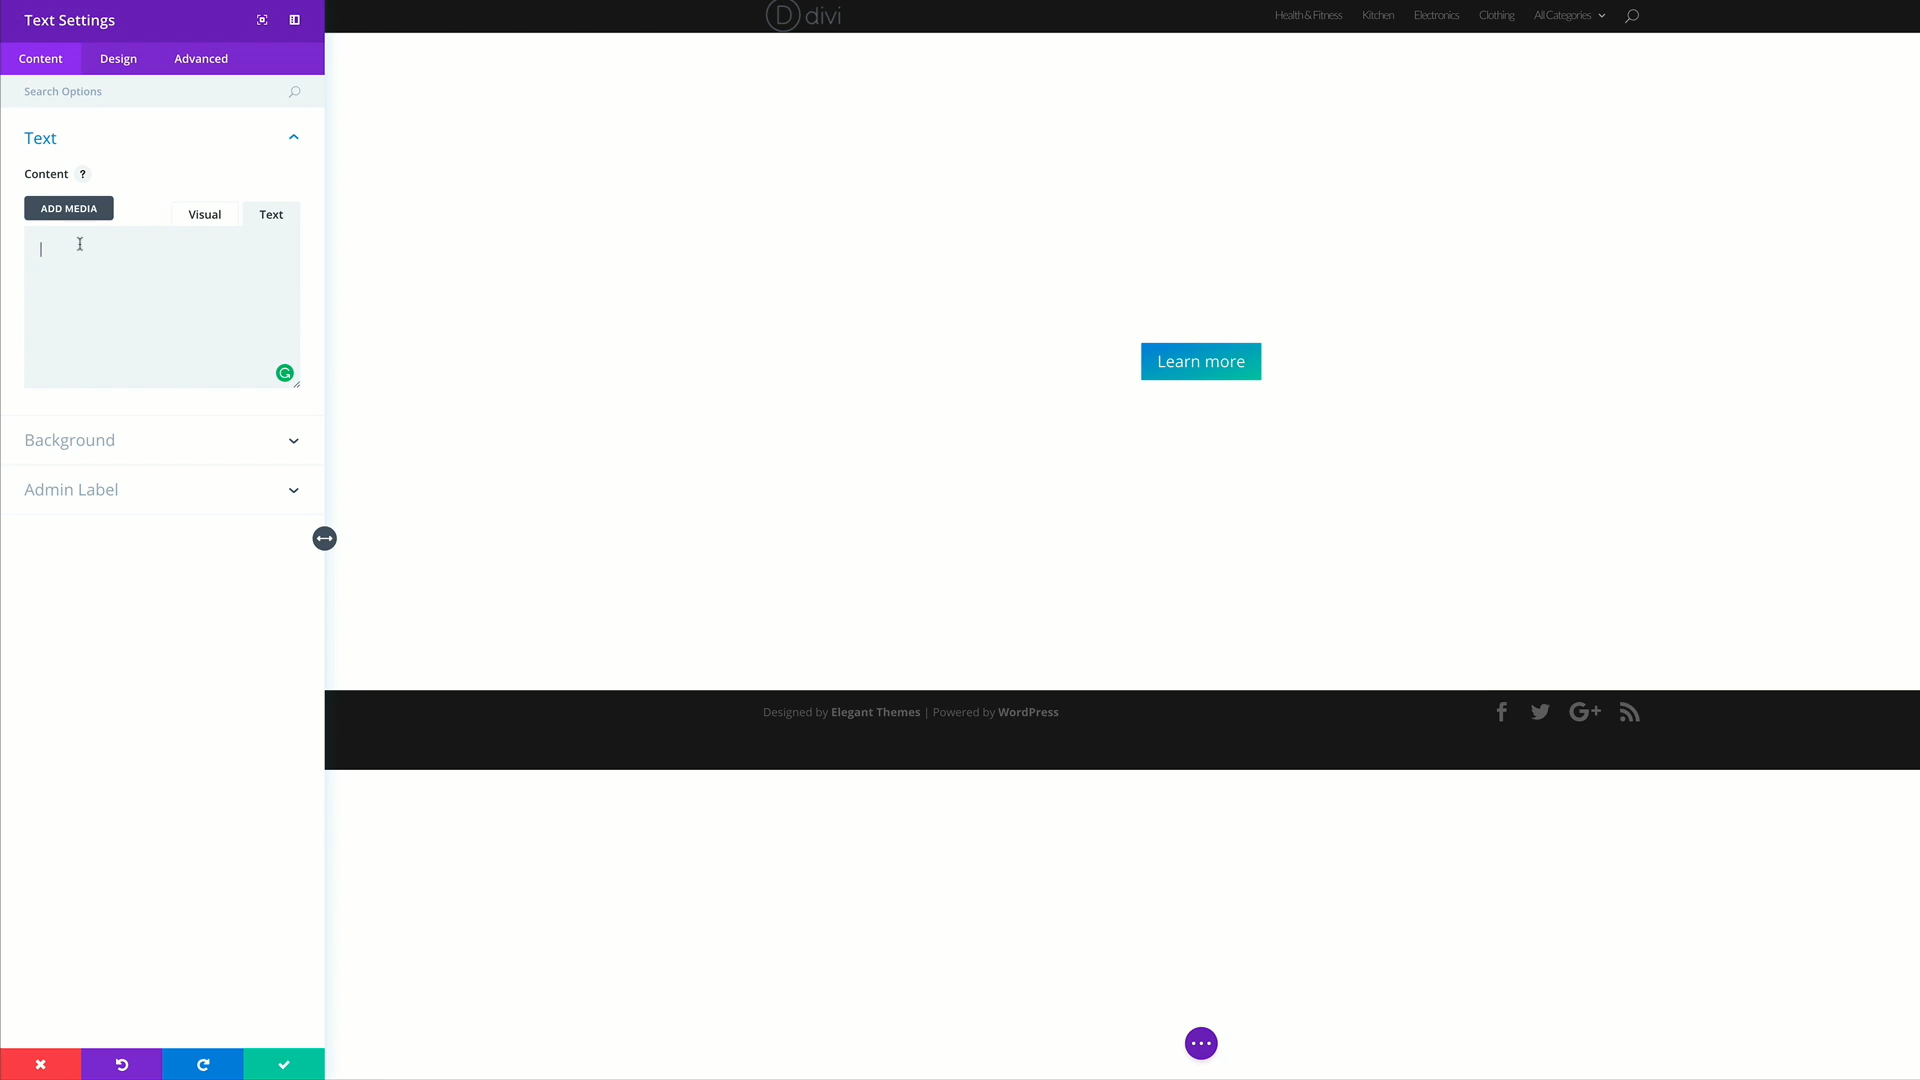 Text Settings
Content Design Advanced
Search Options
Text
Content ?
ADD MEDIA Visual Text
Background
Admin Label
D divi
Health & Fitness Kitchen Electronics Clothing All Categories
Learn more
Designed by Elegant Themes | Powered by WordPress